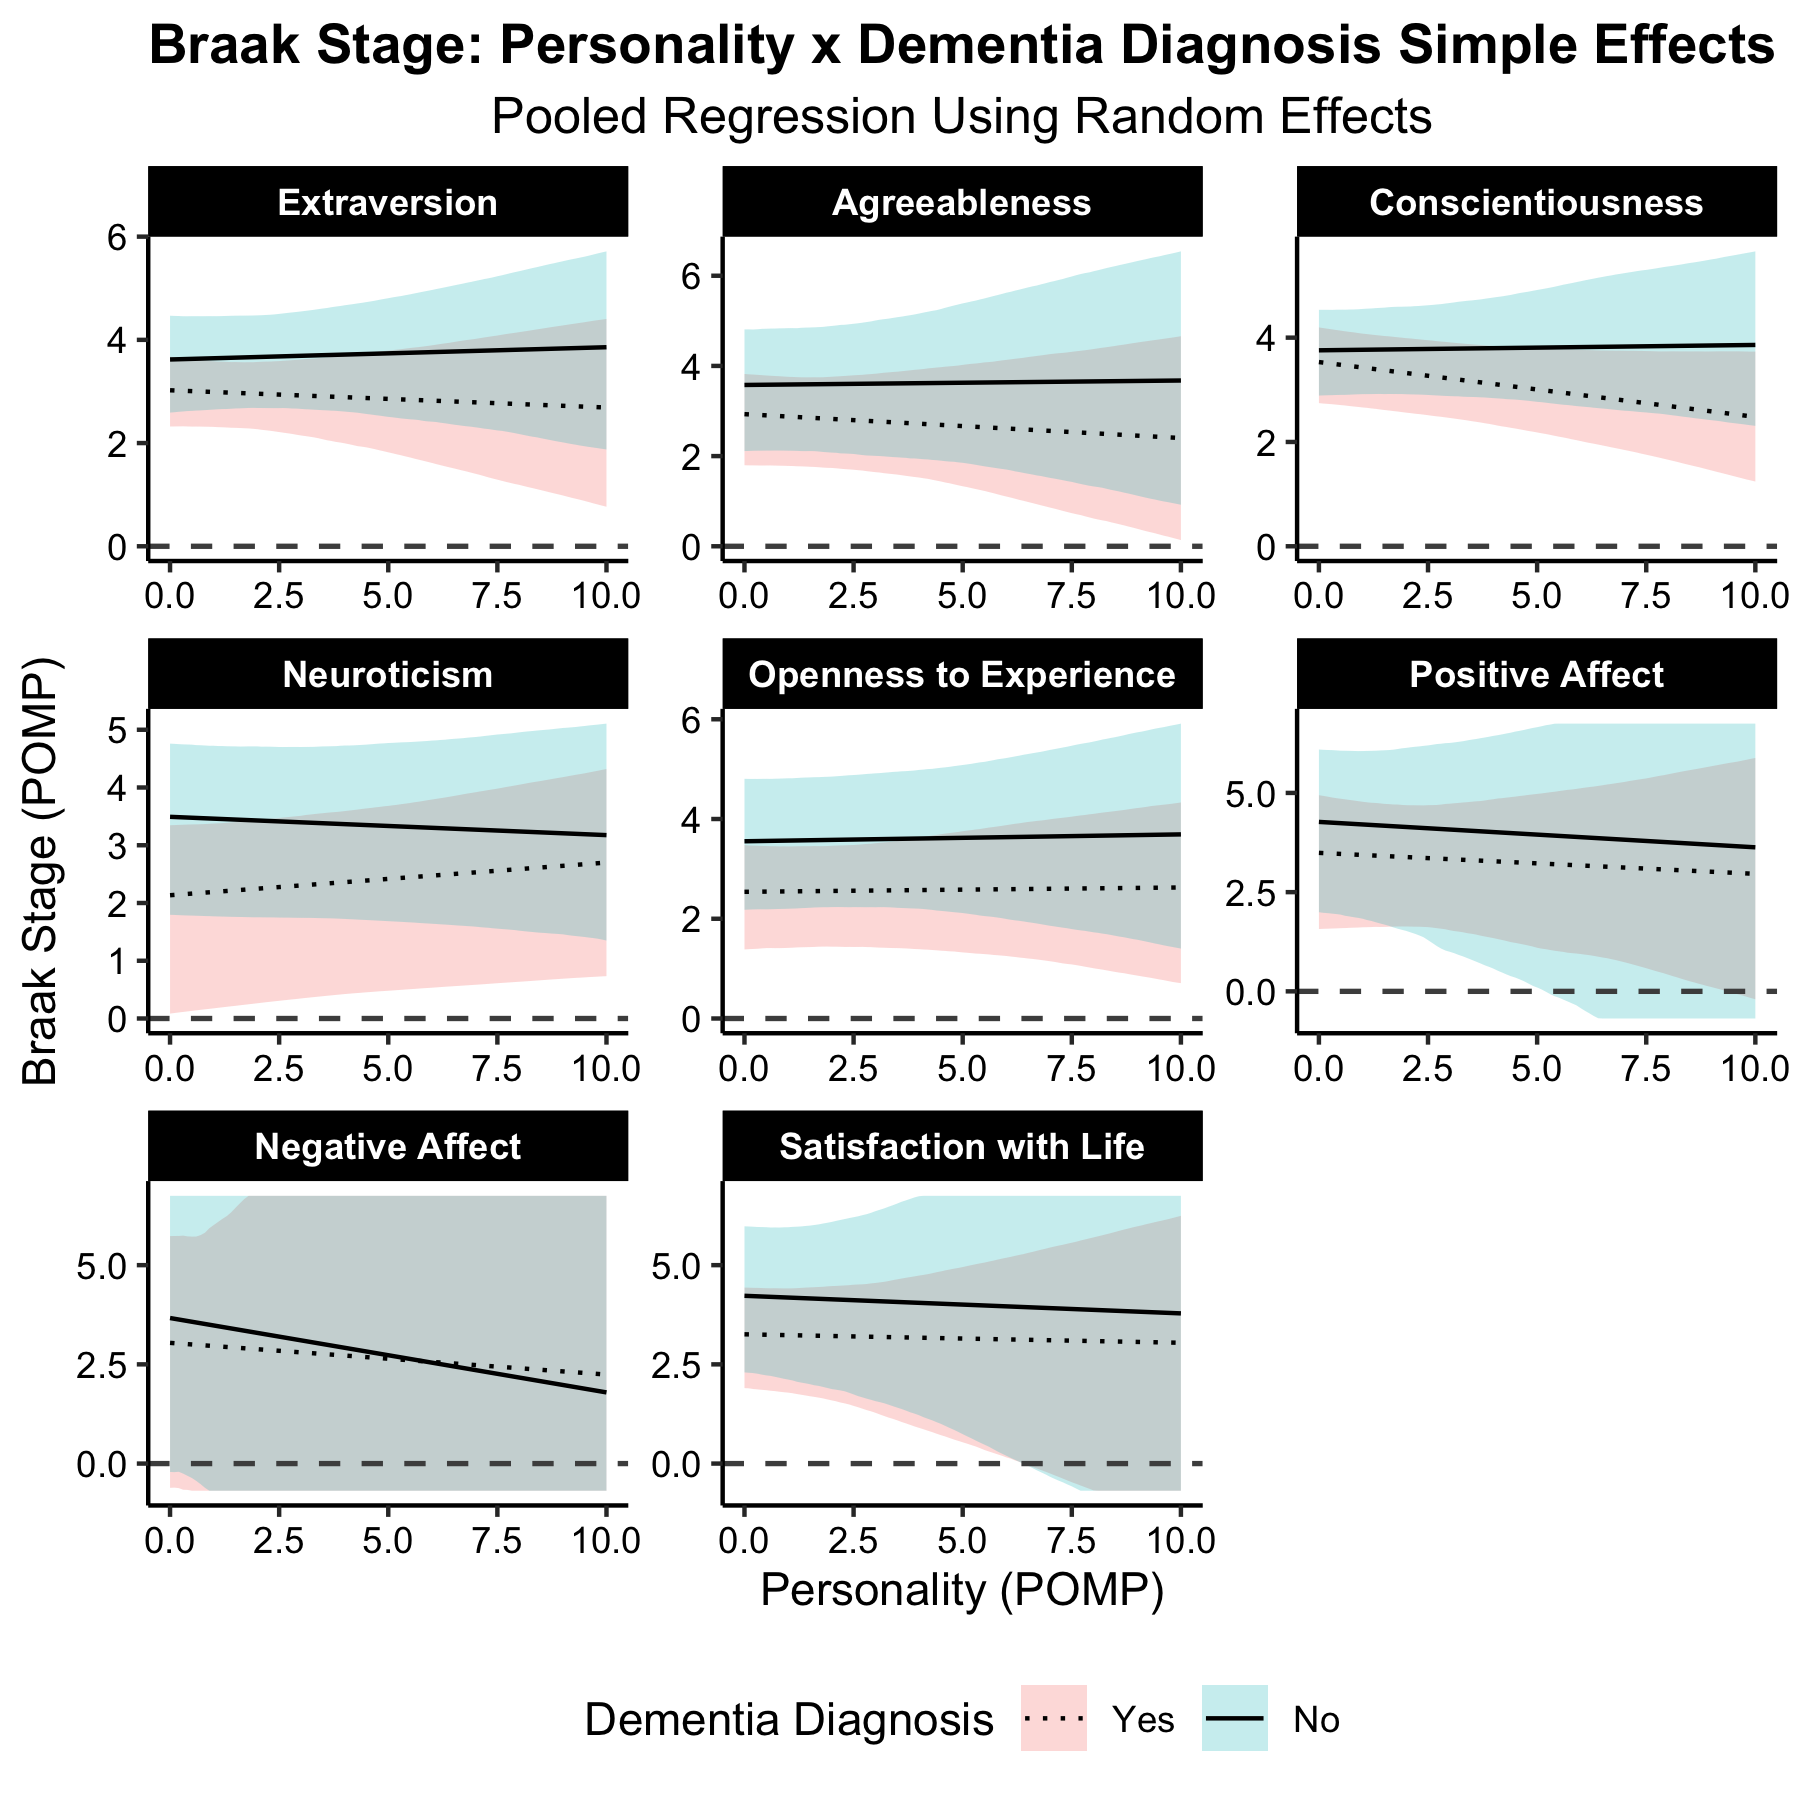 Braak Stage: Personality x Dementia Diagnosis Simple Effects
Pooled Regression Using Random Effects
Extraversion
Agreeableness
Conscientiousness
6
4
2
0
6
4
2
0
4
2
0
0.0 2.5 5.0 7.5 10.0
0.0 2.5 5.0 7.5 10.0
0.0 2.5 5.0 7.5 10.0
Braak Stage (POMP)
Neuroticism
Openness to Experience
Positive Affect
5
4
3
2
1
0
6
4
2
0
5.0
2.5
0.0
0.0 2.5 5.0 7.5 10.0
0.0 2.5 5.0 7.5 10.0
0.0 2.5 5.0 7.5 10.0
Negative Affect
Satisfaction with Life
5.0
2.5
0.0
5.0
2.5
0.0
0.0 2.5 5.0 7.5 10.0
0.0 2.5 5.0 7.5 10.0
Personality (POMP)
Dementia Diagnosis Yes No